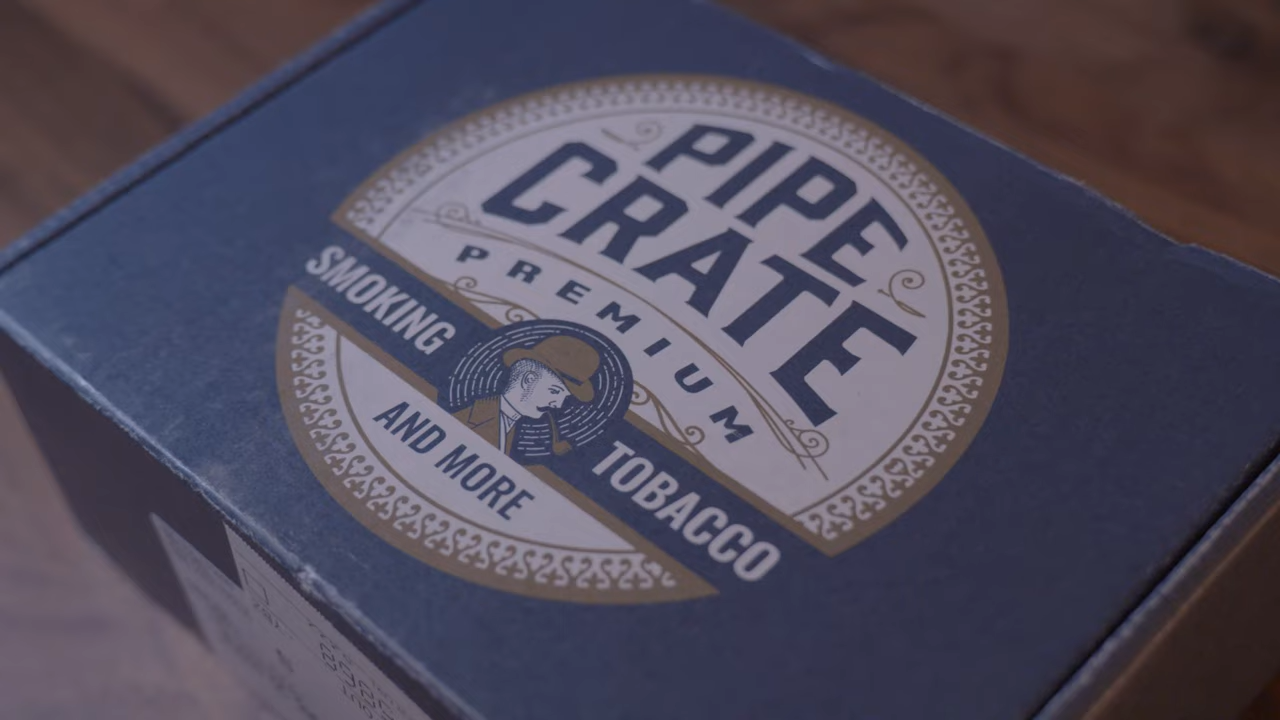 PIPE
CRATE
PREMIUM
SMOKING TOBACCO
AND MORE